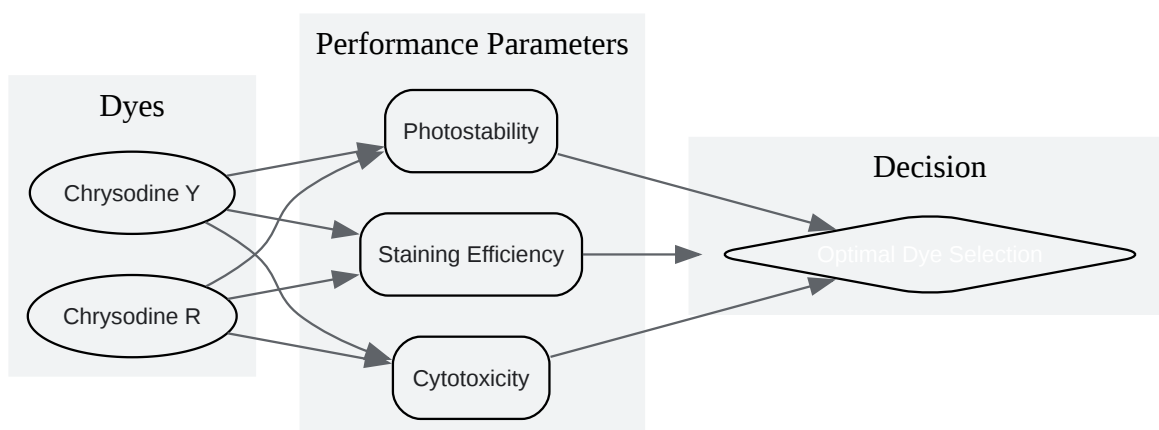 Dyes
Chrysodine Y
Chrysodine R
Performance Parameters
Photostability
Staining Efficiency
Cytotoxicity
Decision
Optimal Dye Selection